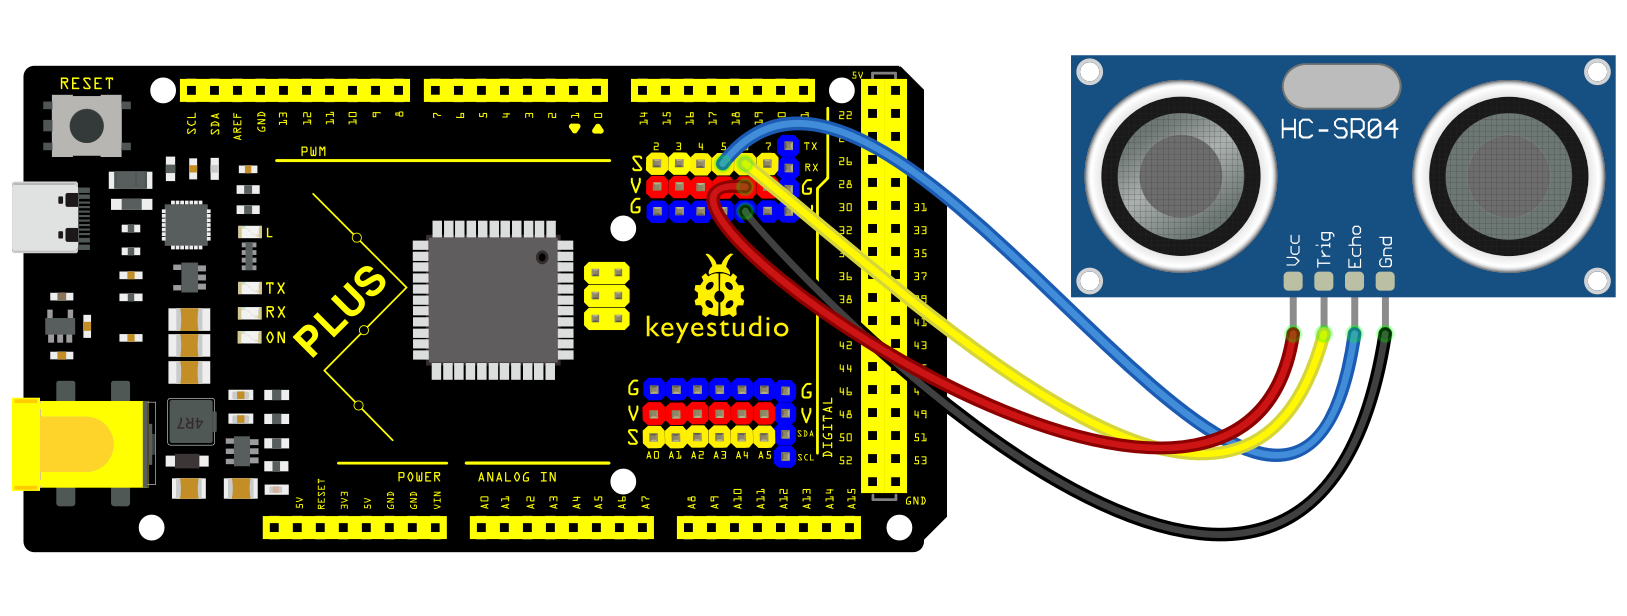 RESET
SCL SDA AREF GND 13 12 11 10 9 8
7 6 5 4 3 2 1 0
14 15 16 17 18 19
5V
PWM
2 3 4 5 7
S
V
G
TX
RX
G
22
26
28
30 31
32 33
34 35
36 37
38 39
40 41
42
44
46
48 49
50 51
52 53
L
TX
RX
ON
PLUS
keyestudio
4R7
G
V
S
A0 A1 A2 A3 A4 A5
G
V
SDA
SCL
DIGITAL
POWER
ANALOG IN
5V RESET 3V3 5V GND GND VIN
A0 A1 A2 A3 A4 A5 A6 A7
A8 A9 A10 A11 A12 A13 A14 A15
GND
HC-SR04
Vcc
Trig
Echo
Gnd